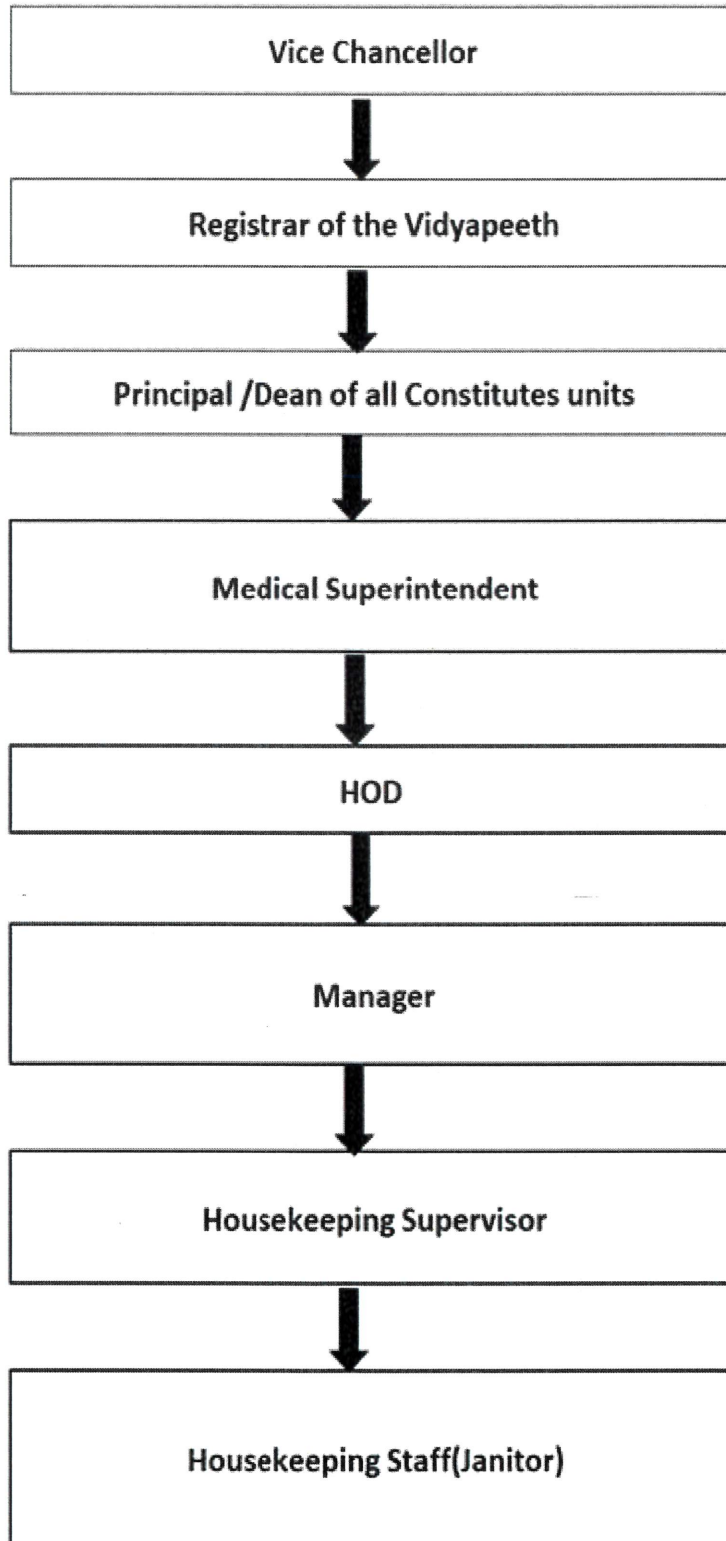 Vice Chancellor
Registrar of the Vidyapeeth
Principal /Dean of all Constitutes units
Medical Superintendent
HOD
Manager
Housekeeping Supervisor
Housekeeping Staff(Janitor)